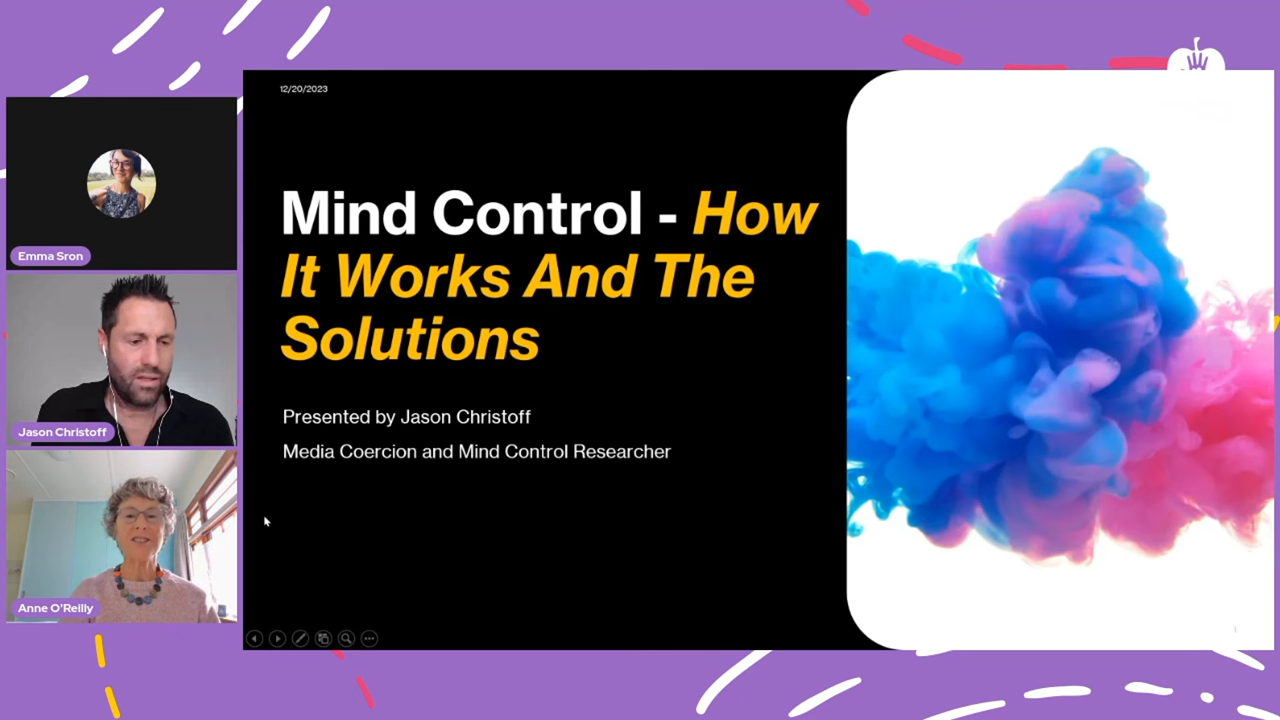 12/20/2023
Mind Control - How
It Works And The
Solutions
Presented by Jason Christoff
Media Coercion and Mind Control Researcher
Emma Sron
Jason Christoff
Anne O'Reilly